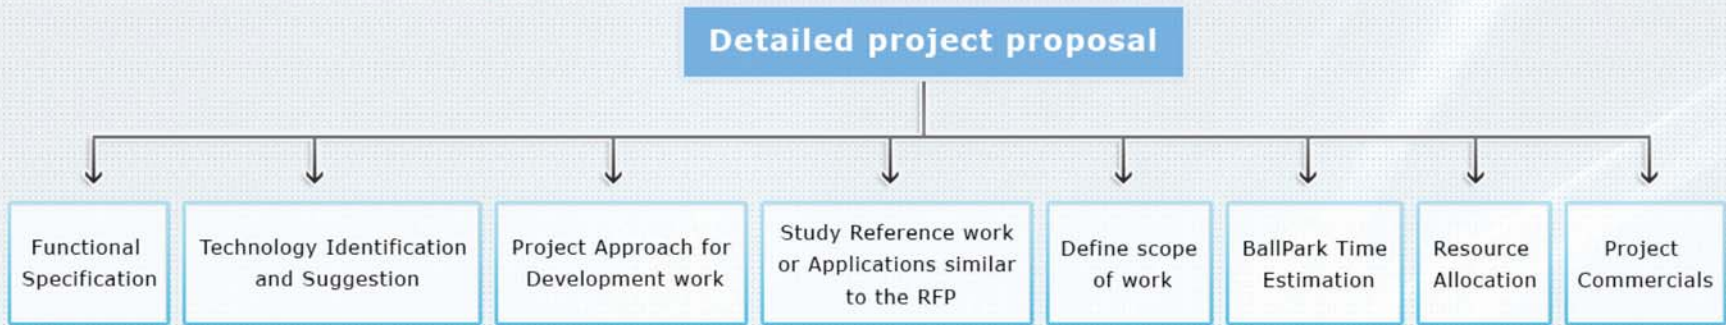 Detailed project proposal
Functional
Specification
Technology Identification
and Suggestion
Project Approach for
Development work
Study Reference work
or Applications similar
to the RFP
Define scope
of work
BallPark Time
Estimation
Resource
Allocation
Project
Commercials